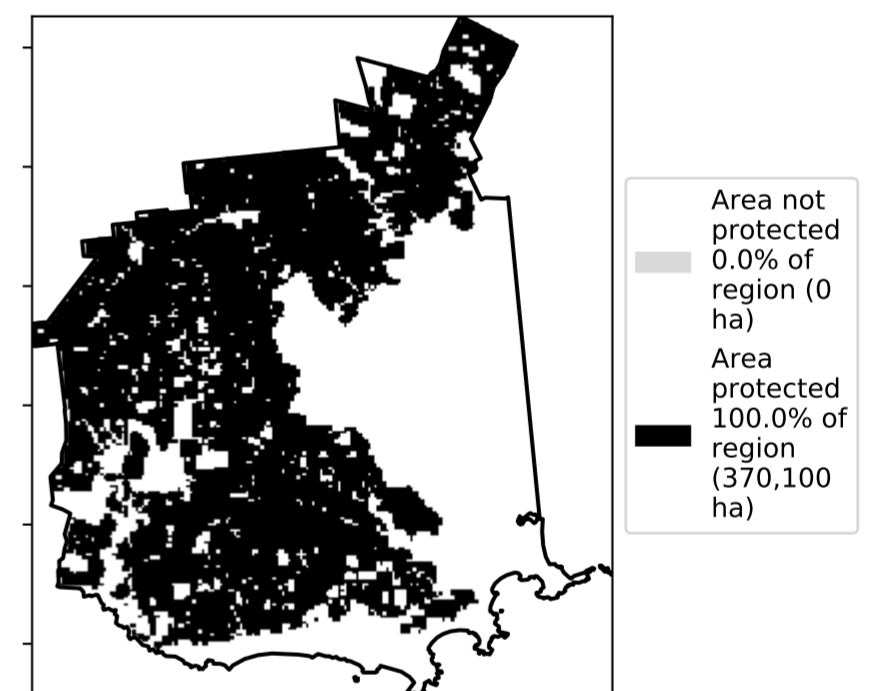 Area not
protected
0.0% of
region (0
ha)
Area
protected
100.0% of
region
(370,100
ha)